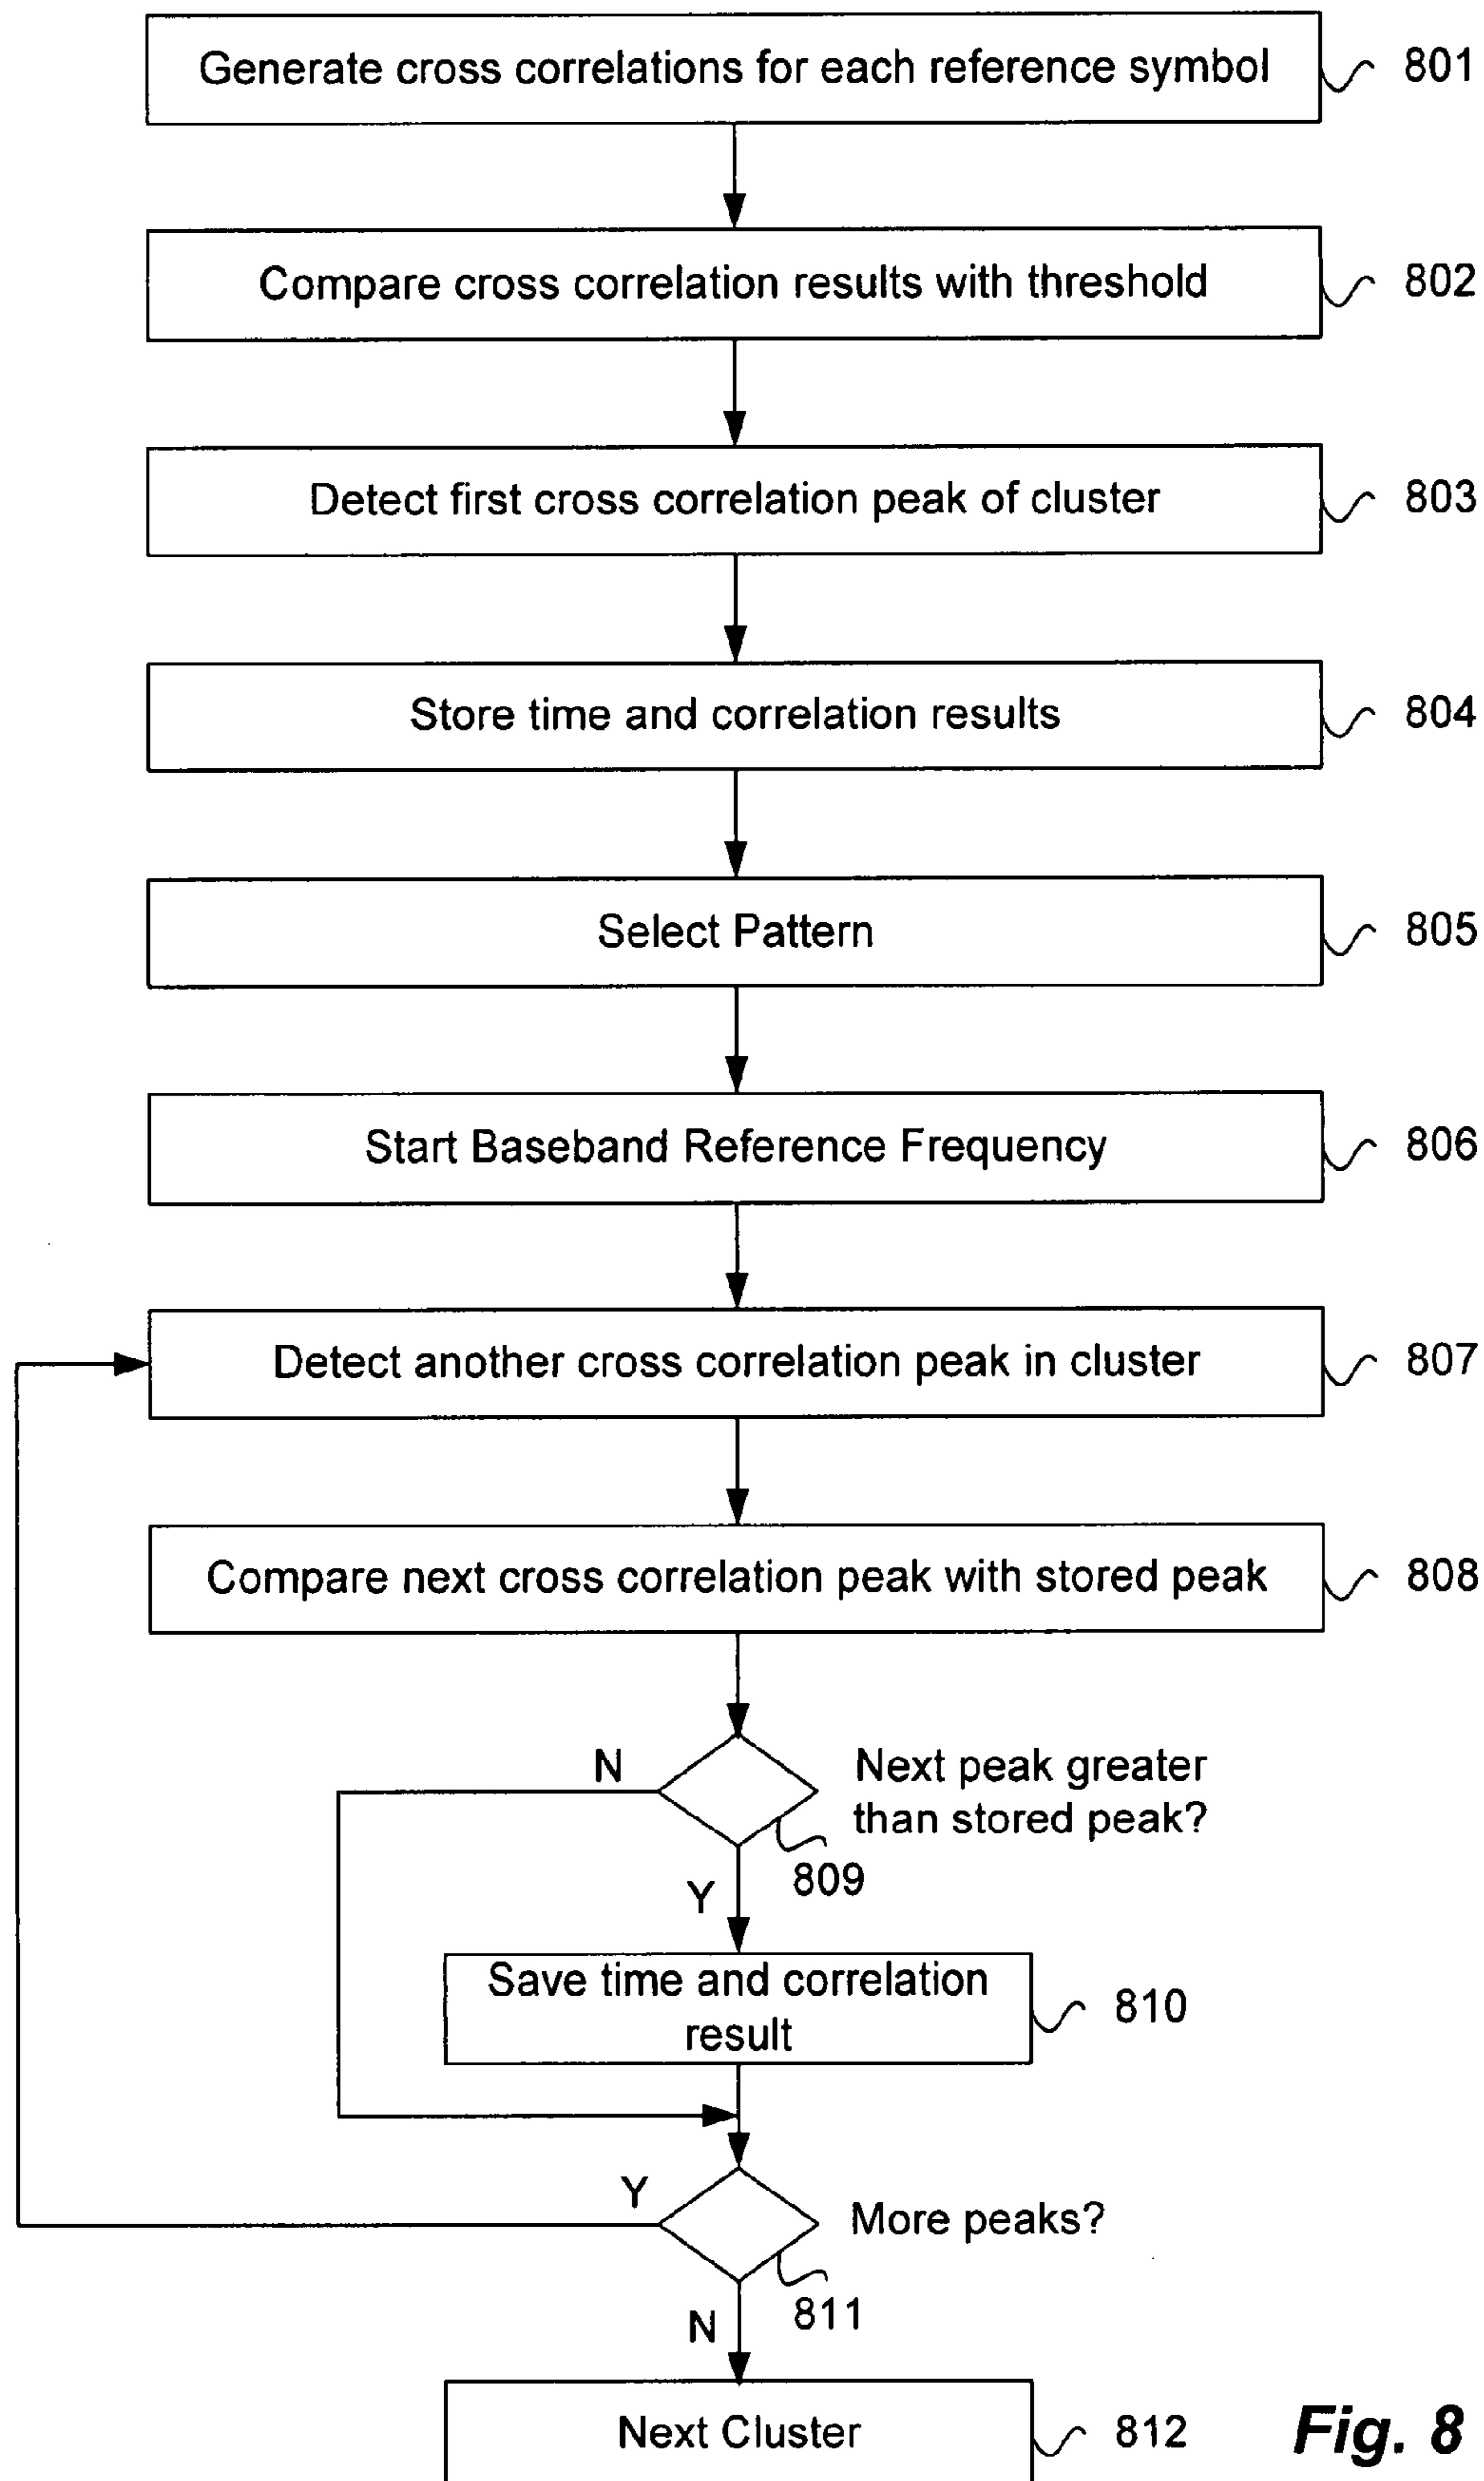 Generate cross correlations for each reference symbol
801
Compare cross correlation results with threshold
802
Detect first cross correlation peak of cluster
803
Store time and correlation results
804
Select Pattern
805
Start Baseband Reference Frequency
806
Detect another cross correlation peak in cluster
807
Compare next cross correlation peak with stored peak
808
N
Next peak greater
than stored peak?
809
Y
Save time and correlation
result
810
Y
More peaks?
811
N
Next Cluster
812
Fig. 8